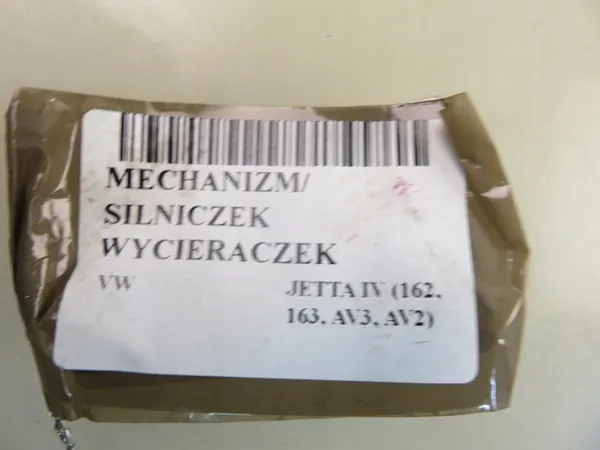 MECHANIZM/
SILNICZEK
WYCIERACZEK
VW JETTA IV (162,
163, AV3, AV2)